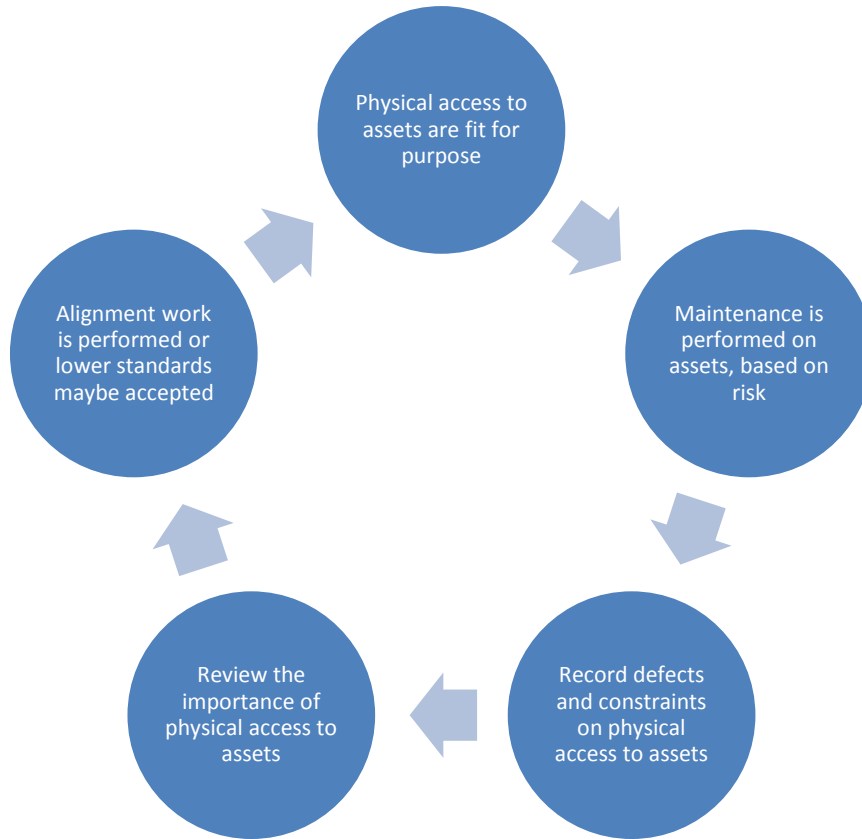 Physical access to
assets are fit for
purpose
Maintenance is
performed on
assets, based on
risk
Record defects
and constraints
on physical
access to assets
Review the
importance of
physical access to
assets
Alignment work
is performed or
lower standards
maybe accepted